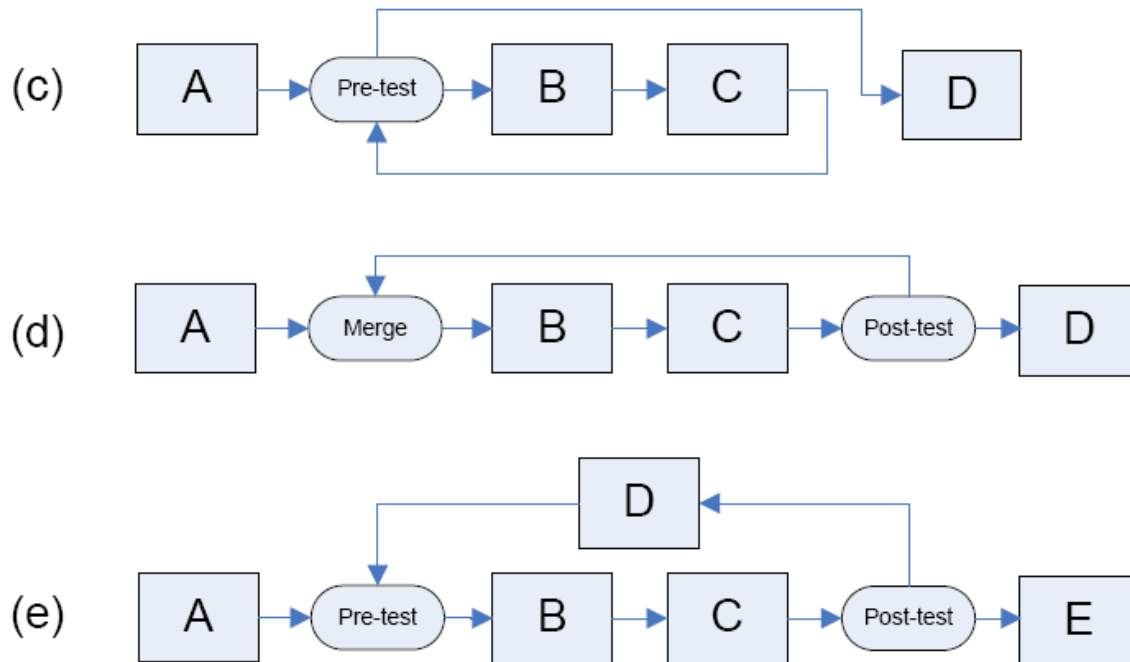 (c) A Pre-test B C D
(d) A Merge B C Post-test D
D
(e) A Pre-test B C Post-test E